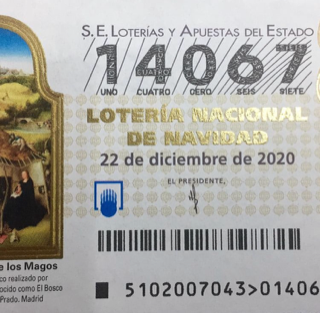 S. E. LOTERÍAS Y APUESTAS DEL ESTADO
14067
UNO CUATRO CERO SEIS SIETE
LOTERÍA NACIONAL
DE NAVIDAD
22 de diciembre de 2020
EL PRESIDENTE,
e los Magos
co realizado por
ocido como El Bosco
Prado. Madrid
5102007043>01406